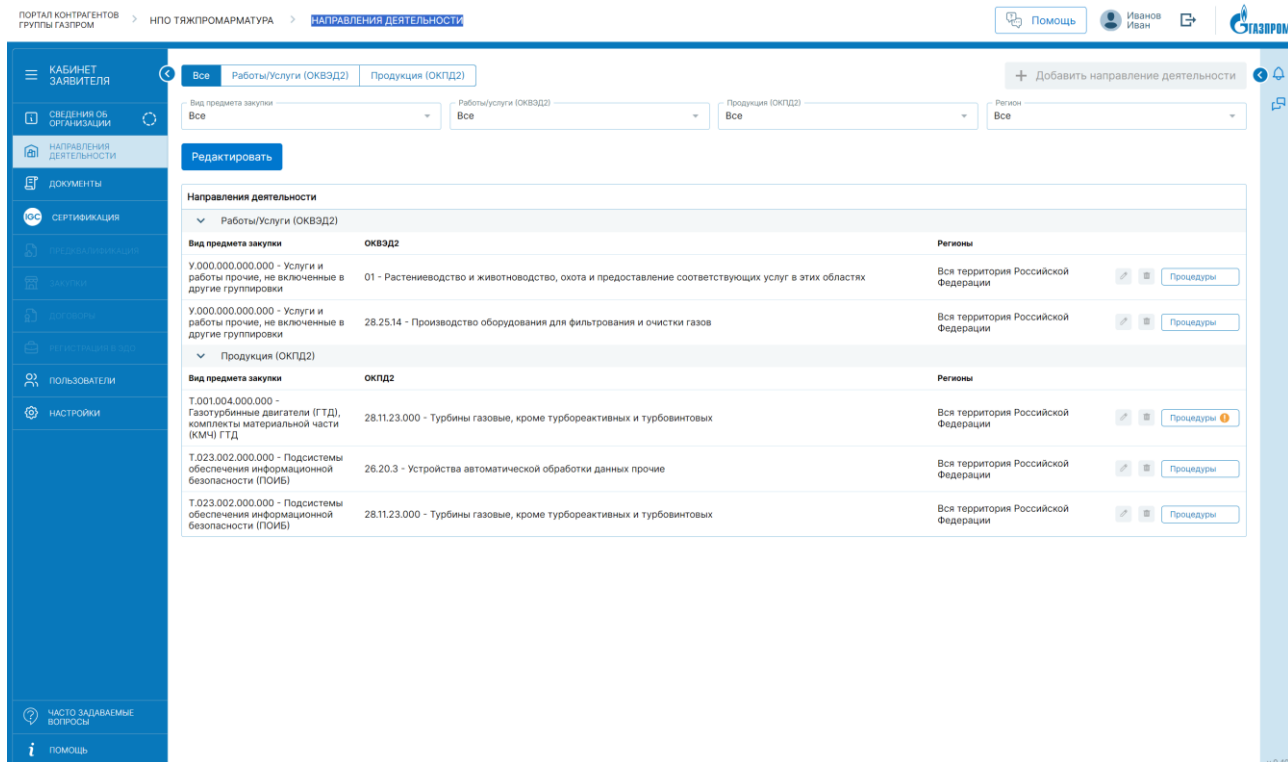 ПОРТАЛ КОНТРАГЕНТОВ
ГРУППЫ ГАЗПРОМ
НПО ТЯЖПРОМАРМАТУРА
НАПРАВЛЕНИЯ ДЕЯТЕЛЬНОСТИ
Помощь
Иванов
Иван
ГАЗПРОМ
КАБИНЕТ
ЗАЯВИТЕЛЯ
СВЕДЕНИЯ ОБ
ОРГАНИЗАЦИИ
НАПРАВЛЕНИЯ
ДЕЯТЕЛЬНОСТИ
ДОКУМЕНТЫ
IGC СЕРТИФИКАЦИЯ
ПРЕДКВАЛИФИКАЦИЯ
ЗАКУПКИ
ДОГОВОРЫ
РЕГИСТРАЦИЯ В ЭДО
ПОЛЬЗОВАТЕЛИ
НАСТРОЙКИ
ЧАСТО ЗАДАВАЕМЫЕ
ВОПРОСЫ
ПОМОЩЬ
Все Работы/Услуги (ОКВЭД2) Продукция (ОКПД2)
+ Добавить направление деятельности
Вид предмета закупки Работы/услуги (ОКВЭД2) Продукция (ОКПД2) Регион
Все Все Все Все
Редактировать
Направления деятельности
Работы/Услуги (ОКВЭД2)
Вид предмета закупки ОКВЭД2 Регионы
У.000.000.000.000 - Услуги и
работы прочие, не включенные в
другие группировки
01 - Растениеводство и животноводство, охота и предоставление соответствующих услуг в этих областях
Вся территория Российской
Федерации
Процедуры
У.000.000.000.000 - Услуги и
работы прочие, не включенные в
другие группировки
28.25.14 - Производство оборудования для фильтрования и очистки газов
Вся территория Российской
Федерации
Процедуры
Продукция (ОКПД2)
Вид предмета закупки ОКПД2 Регионы
Т.001.004.000.000 -
Газотурбинные двигатели (ГТД),
комплекты материальной части
(КМЧ) ГТД
28.11.23.000 - Турбины газовые, кроме турбореактивных и турбовинтовых
Вся территория Российской
Федерации
Процедуры
Т.023.002.000.000 - Подсистемы
обеспечения информационной
безопасности (ПОИБ)
26.20.3 - Устройства автоматической обработки данных прочие
Вся территория Российской
Федерации
Процедуры
Т.023.002.000.000 - Подсистемы
обеспечения информационной
безопасности (ПОИБ)
28.11.23.000 - Турбины газовые, кроме турбореактивных и турбовинтовых
Вся территория Российской
Федерации
Процедуры